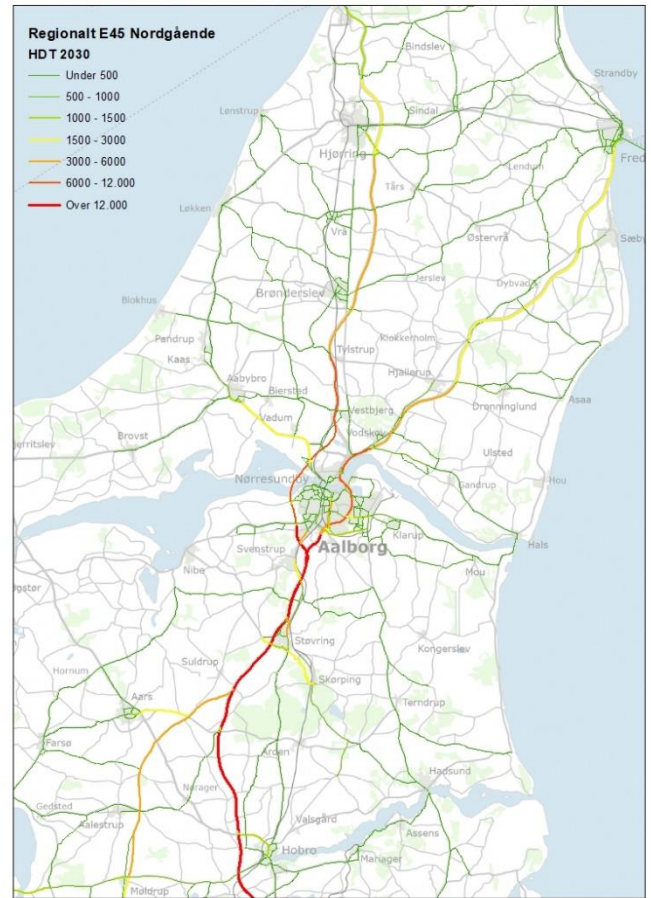 Regionalt E45 Nordgående
HDT 2030
Under 500
500 - 1000
1000 - 1500
1500 - 3000
3000 - 6000
6000 - 12.000
Over 12.000
Bindslev
Strandby
Lønstrup
Sindal
Hjørring
Fred
Lendum
Tårs
Løkken
Vrå
Østervrå
Sæby
Jerslev
Dybvad
Brønderslev
Blokhus
Pandrup
Tylstrup
Klokkerholm
Kaas
Hjallerup
Aabybro
Biersted
Dronninglund
Asaa
Vadum
Vestbjerg
Vodskov
Brovst
Jerritslev
Ulsted
Nørresundby
Gandrup
Hou
Aalborg
Klarup
Hals
Svenstrup
Nibe
Mou
øgstør
Støvring
Kongerslev
Suldrup
Hornum
Skørping
Aars
Terndrup
Farsø
Arden
Hadsund
Nørager
Gedsted
Aalestrup
Valsgård
Assens
Hobro
Mariager
Møldrup